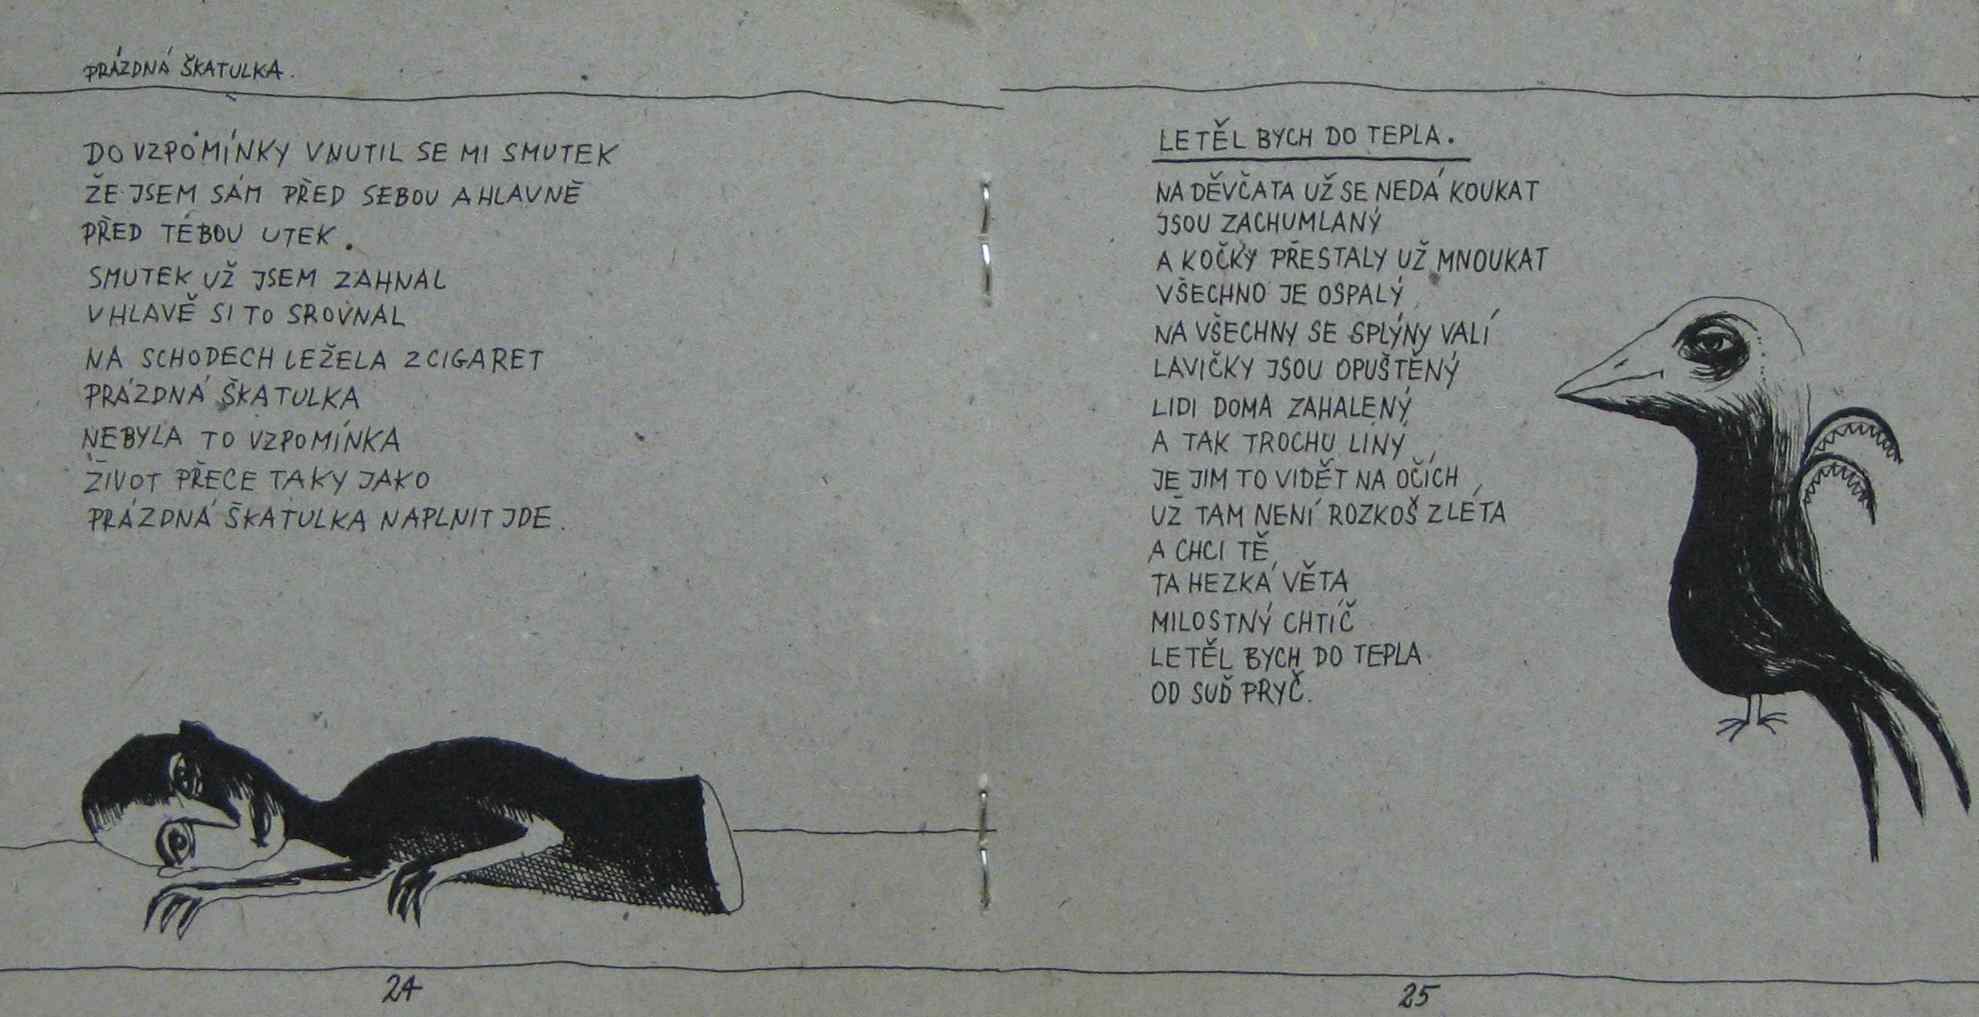 PRÁZDNÁ ŠKATULKA.
DO VZPOMÍNKY VNUTIL SE MI SMUTEK
ŽE JSEM SÁM PŘED SEBOU A HLAVNĚ
PŘED TEBOU UTEK.
SMUTEK UŽ JSEM ZAHNAL
V HLAVĚ SI TO SROVNAL
NA SCHODECH LEŽELA Z CIGARET
PRÁZDNÁ ŠKATULKA
NEBYLA TO VZPOMÍNKA
ŽIVOT PŘECE TAKY JAKO
PRÁZDNÁ ŠKATULKA NAPLNIT JDE.
24
LETĚL BYCH DO TEPLA.
NA DĚVČATA UŽ SE NEDÁ KOUKAT
JSOU ZACHUMLANÝ
A KOČKY PŘESTALY UŽ MNOUKAT
VŠECHNO JE OSPALÝ
NA VŠECHNY SE SPLÝNY VALÍ
LAVIČKY JSOU OPUŠTĚNÝ
LIDI DOMA ZAHALENÝ
A TAK TROCHU LÍNÝ
JE JIM TO VIDĚT NA OČÍCH
UŽ TAM NENÍ ROZKOŠ Z LÉTA
A CHCI TĚ
TA HEZKÁ VĚTA
MILOSTNÝ CHTÍČ
LETĚL BYCH DO TEPLA
OD SUĎ PRYČ.
25